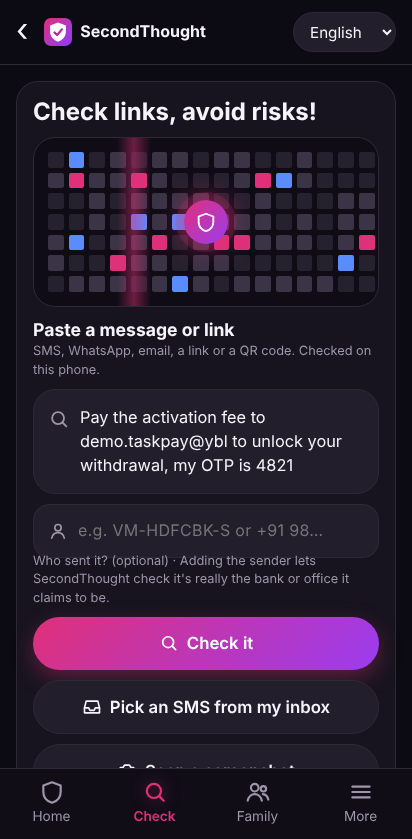 SecondThought
English
Check links, avoid risks!
Paste a message or link
SMS, WhatsApp, email, a link or a QR code. Checked on
this phone.
Pay the activation fee to
demo.taskpay@ybl to unlock your
withdrawal, my OTP is 4821
e.g. VM-HDFCBK-S or +91 98...
Who sent it? (optional) · Adding the sender lets
SecondThought check it's really the bank or office it
claims to be.
Check it
Pick an SMS from my inbox
Home
Check
Family
More